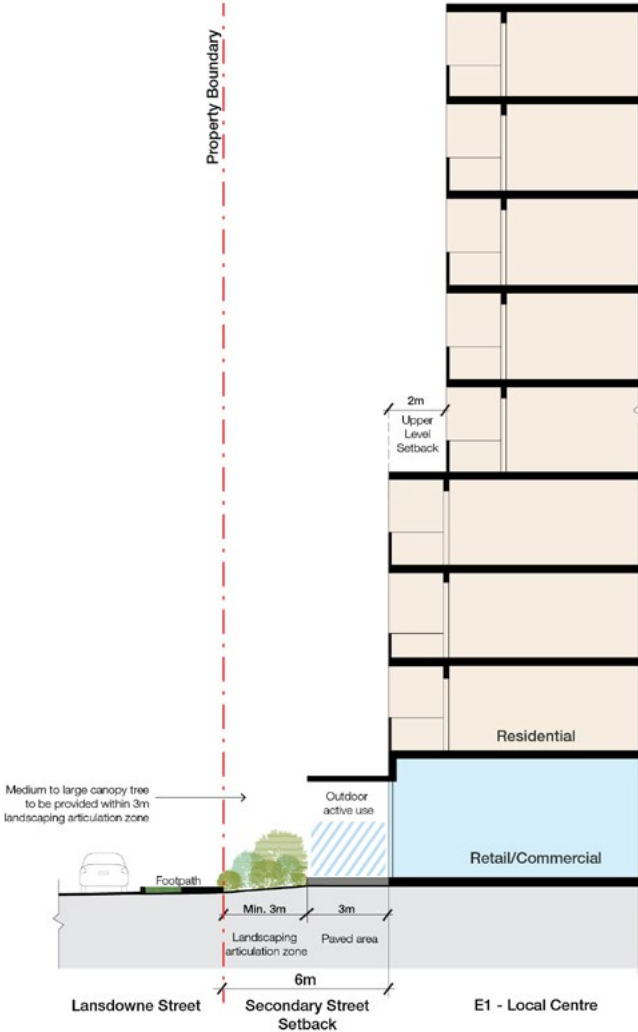 Property Boundary
2m
Upper
Level
Setback
Residential
Medium to large canopy tree
to be provided within 3m
landscaping articulation zone
Outdoor
active use
Retail/Commercial
Footpath
Min. 3m
3m
Landscaping
articulation zone
Paved area
6m
Lansdowne Street
Secondary Street
Setback
E1 - Local Centre